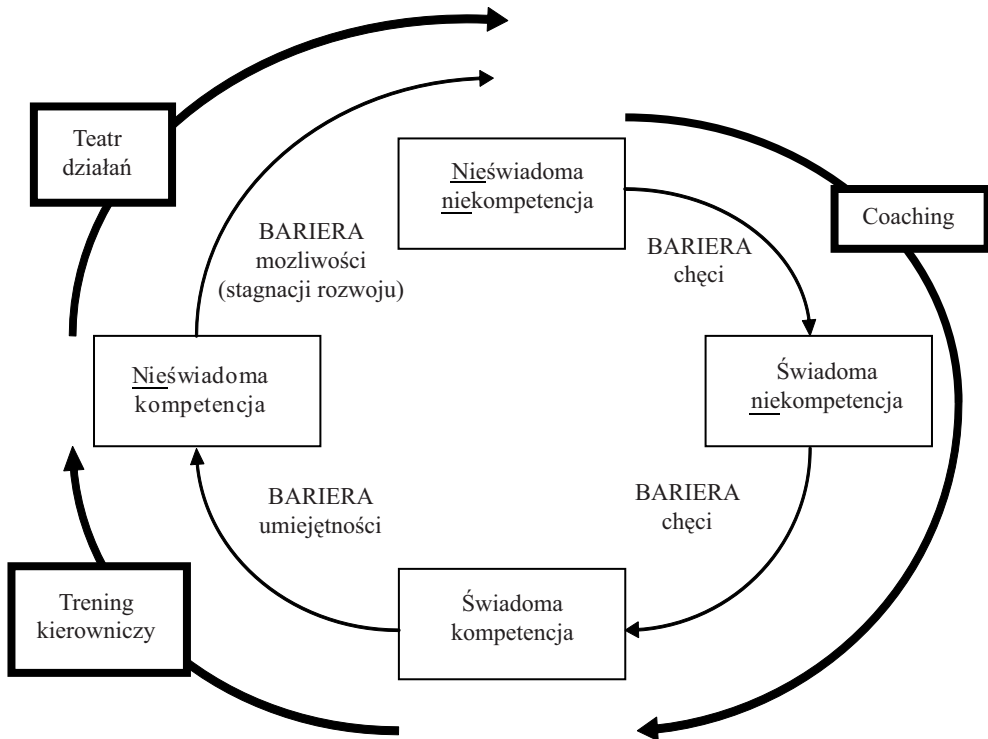 Teatr
działań
Nieświadoma
niekompetencja
Coaching
BARIERA
mozliwości
(stagnacji rozwoju)
BARIERA
chęci
Nieświadoma
kompetencja
Świadoma
niekompetencja
BARIERA
umiejętności
BARIERA
chęci
Trening
kierowniczy
Świadoma
kompetencja